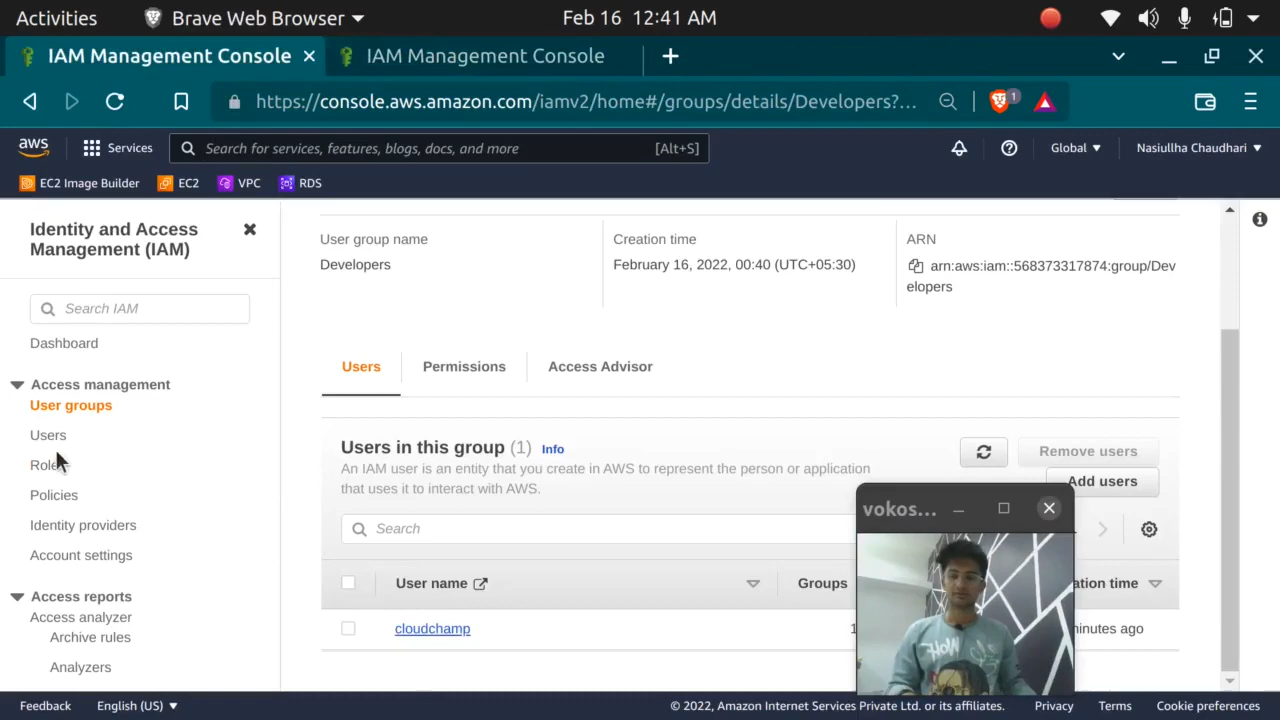 Activities
Brave Web Browser
Feb 16 12:41 AM
IAM Management Console
IAM Management Console
https://console.aws.amazon.com/iamv2/home#/groups/details/Developers?...
1
aws
Services
Search for services, features, blogs, docs, and more
[Alt+S]
Global
Nasiullha Chaudhari
EC2 Image Builder
EC2
VPC
RDS
Identity and Access
Management (IAM)
Search IAM
Dashboard
Access management
User groups
Users
Policies
Identity providers
Account settings
Access reports
Access analyzer
Archive rules
Analyzers
User group name
Developers
Creation time
February 16, 2022, 00:40 (UTC+05:30)
ARN
arn:aws:iam::568373317874:group/Dev
elopers
Users
Permissions
Access Advisor
Users in this group (1) Info
An IAM user is an entity that you create in AWS to represent the person or application
that uses it to interact with AWS.
Remove users
Add users
Search
vokos...
User name
Groups
time
cloudchamp
1
ago
Feedback
English (US)
© 2022, Amazon Internet Services Private Ltd. or its affiliates.
Privacy
Terms
Cookie preferences